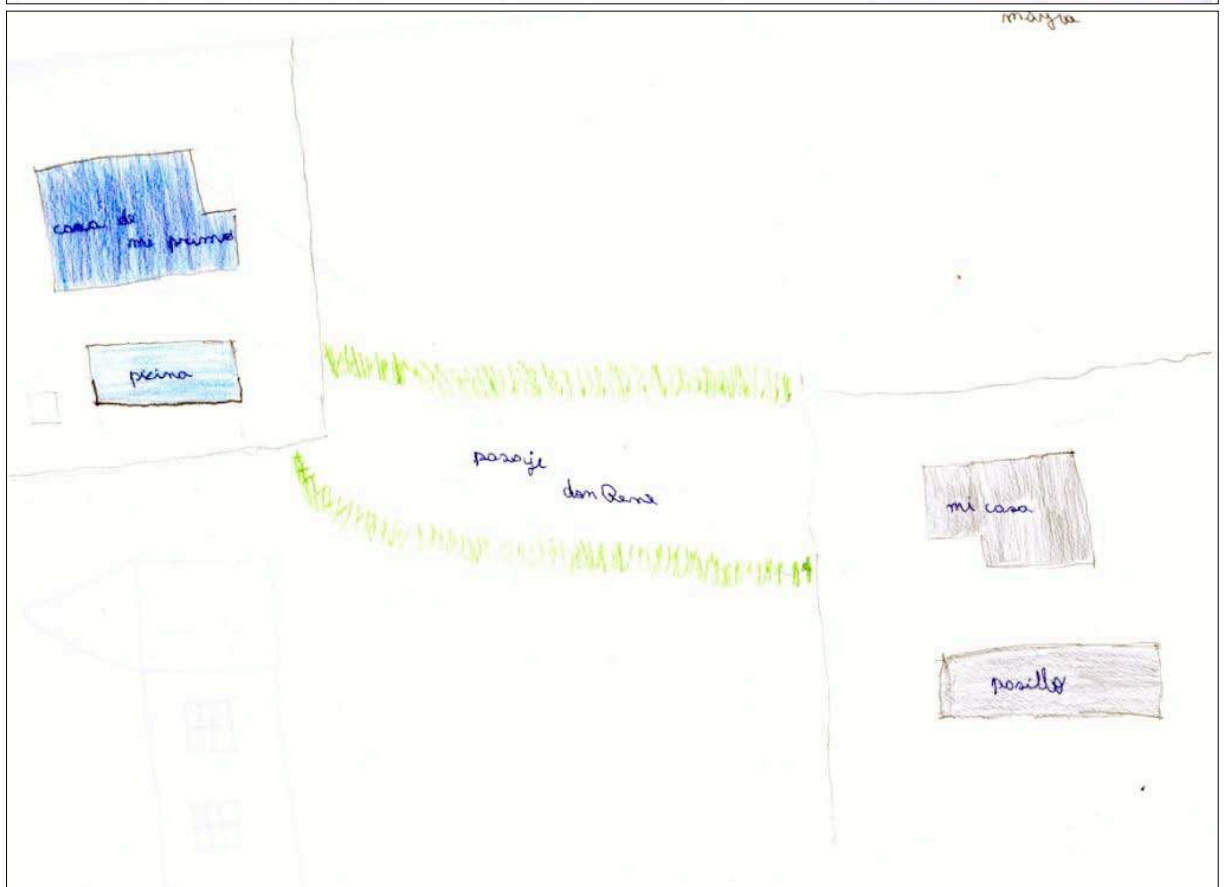 mayra
casa de
mi primo
picina
pasaje
don Rene
mi casa
pasillo